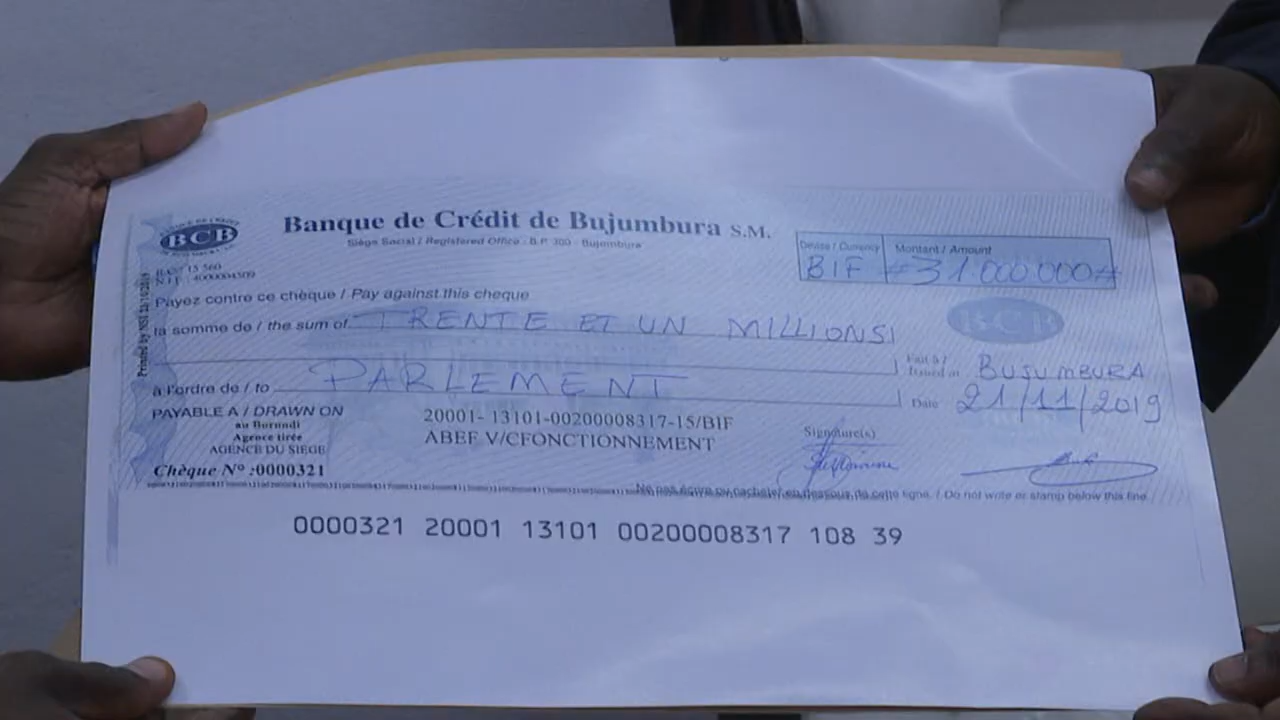 Banque de Crédit de Bujumbura S.M.
BCB
Siège Social / Registered Office : B.P. 300 - Bujumbura
Devise / Currency Montant / Amount
BIF #31.000.000#
Payez contre ce chèque / Pay against this cheque
BCB
la somme de / the sum of TRENTE ET UN MILLIONS
Fait à / Issued at BUJUMBURA
à l'ordre de / to PARLEMENT
Date 21/11/2019
PAYABLE A / DRAWN ON
au Burundi
Agence tirée
AGENCE DU SIEGE
20001- 13101-00200008317-15/BIF
ABEF V/CFONCTIONNEMENT
Signature(s)
Chèque N° :0000321
Ne pas écrire ou cacheter en dessous de cette ligne. / Do not write or stamp below this line.
0000321 20001 13101 00200008317 108 39